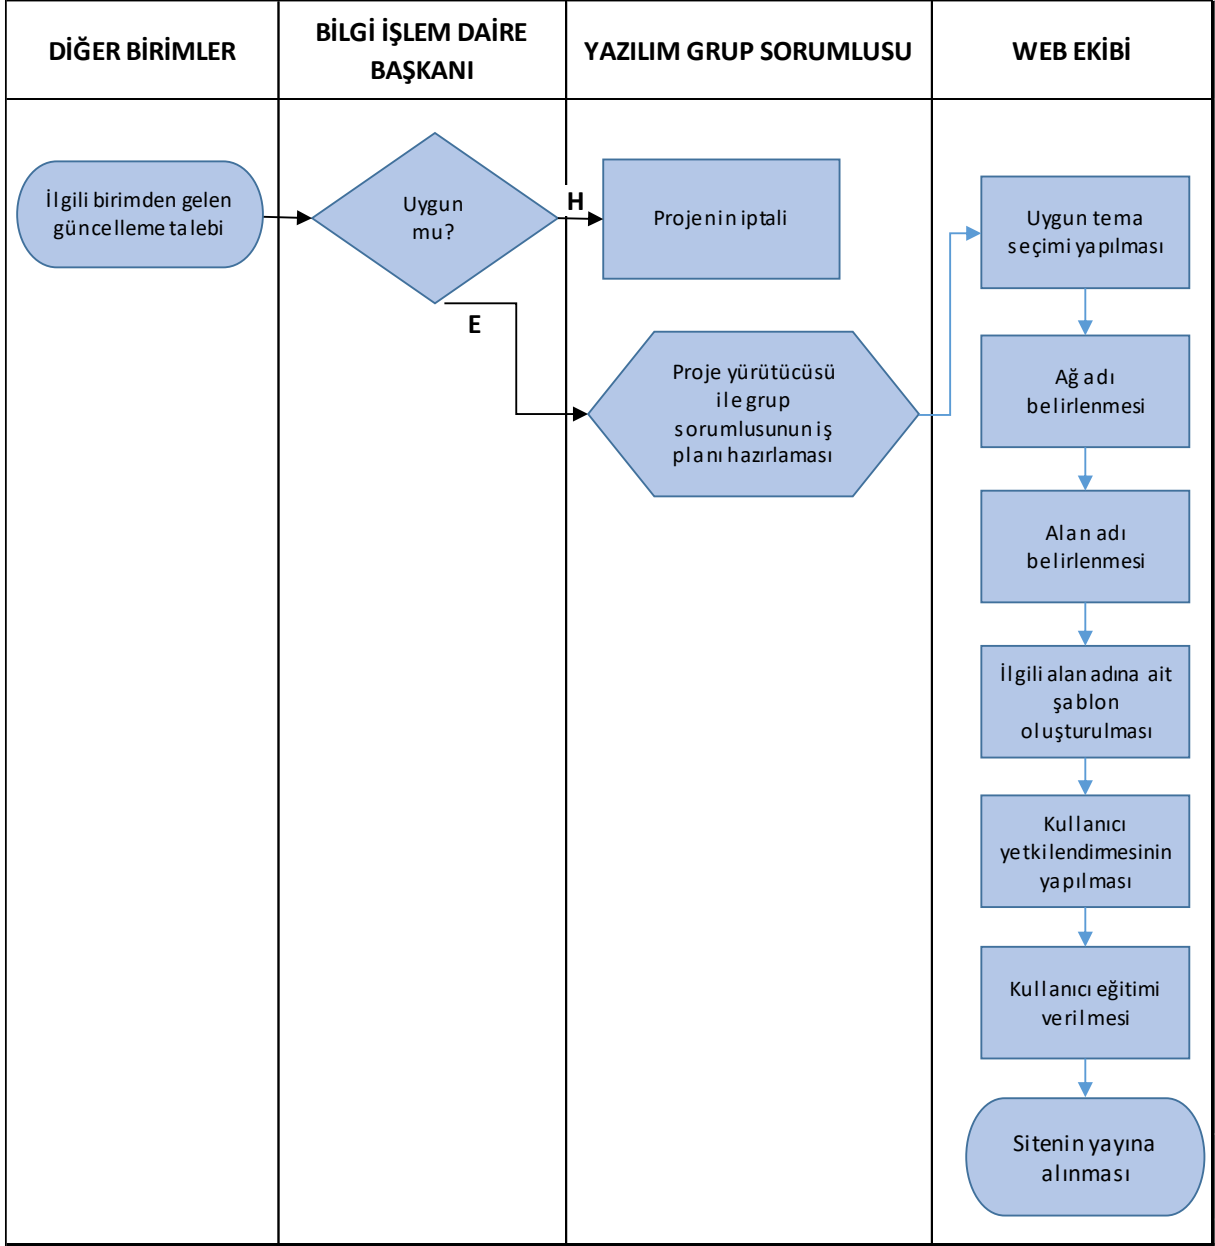 DİĞER BİRİMLER
BİLGİ İŞLEM DAİRE
BAŞKANI
YAZILIM GRUP SORUMLUSU
WEB EKİBİ
İlgili birimden gelen
güncelleme talebi
Uygun
mu?
H
Projenin iptali
E
Proje yürütücüsü
ile grup
sorumlusunun iş
planı hazırlaması
Uygun tema
seçimi yapılması
Ağ adı
belirlenmesi
Alan adı
belirlenmesi
İlgili alan adına ait
şablon
oluşturulması
Kullanıcı
yetkilendirmesinin
yapılması
Kullanıcı eğitimi
verilmesi
Sitenin yayına
alınması